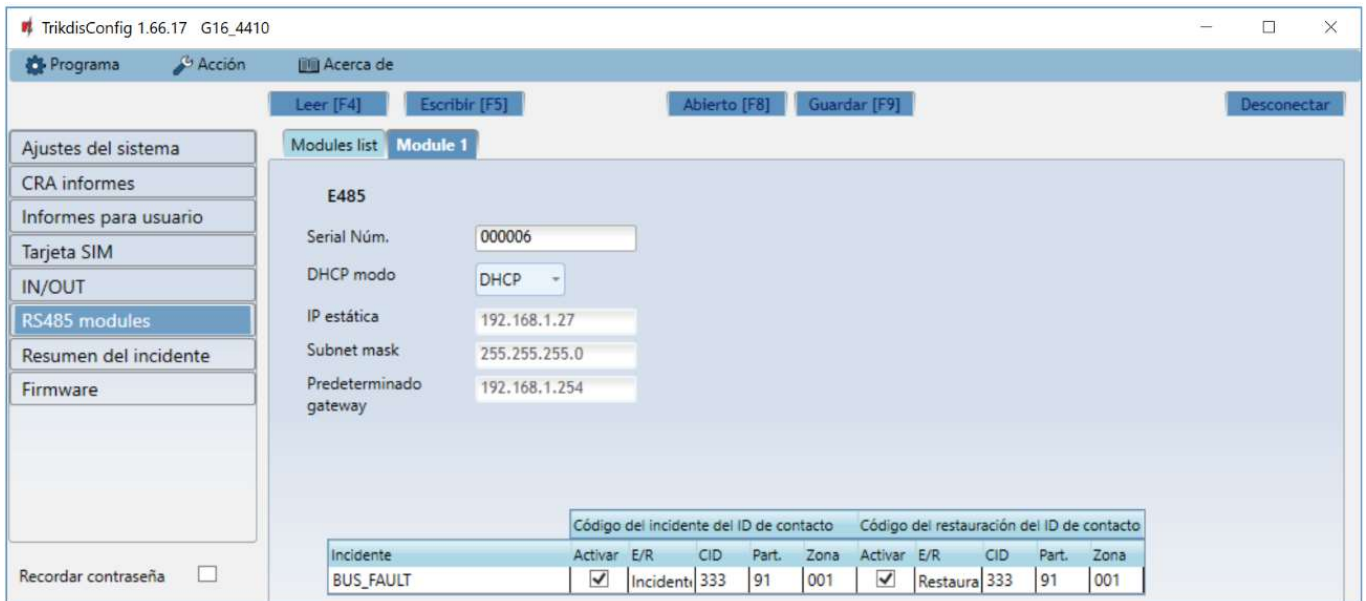 TrikdisConfig 1.66.17 G16_4410
Programa Acción Acerca de
Leer [F4] Escribir [F5] Abierto [F8] Guardar [F9] Desconectar
Ajustes del sistema
CRA informes
Informes para usuario
Tarjeta SIM
IN/OUT
RS485 modules
Resumen del incidente
Firmware
Recordar contraseña
Modules list Module 1
E485
Serial Núm. 000006
DHCP modo DHCP
IP estática 192.168.1.27
Subnet mask 255.255.255.0
Predeterminado
gateway 192.168.1.254
Código del incidente del ID de contacto Código del restauración del ID de contacto
Incidente Activar E/R CID Part. Zona Activar E/R CID Part. Zona
BUS_FAULT Incident 333 91 001 Restaura 333 91 001